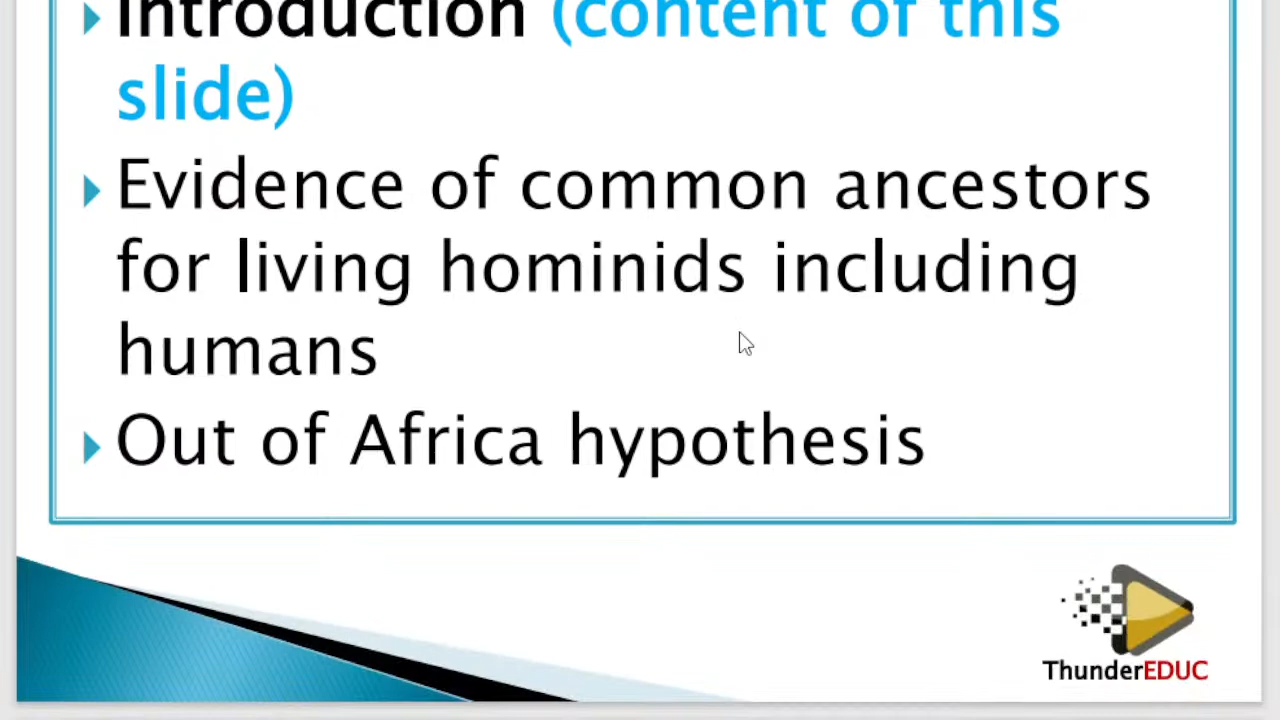 Introduction (content of this
slide)
Evidence of common ancestors
for living hominids including
humans
Out of Africa hypothesis
ThunderEDUC